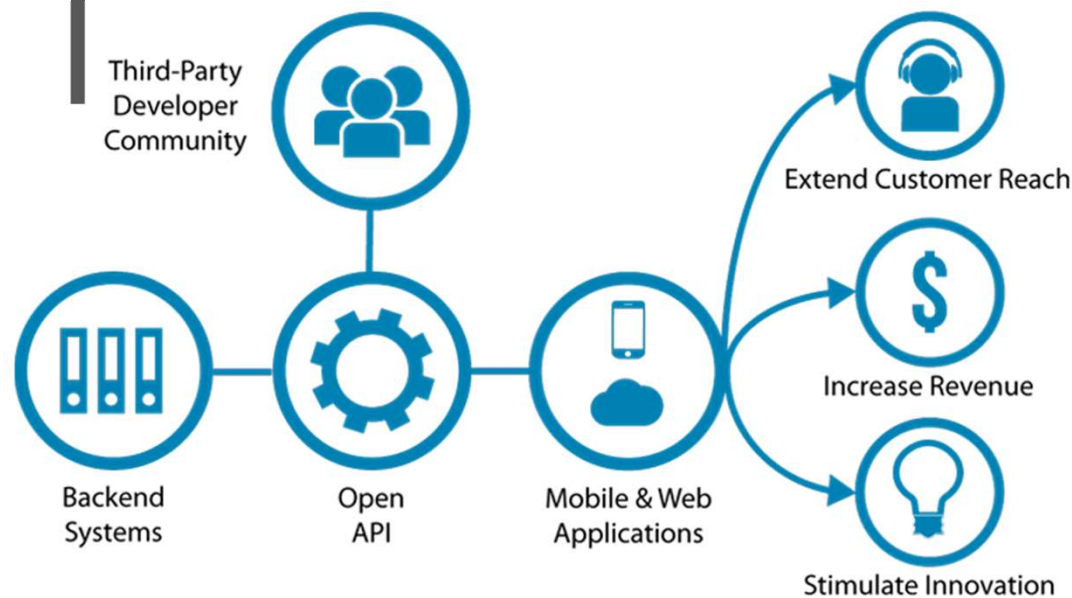 Third-Party
Developer
Community
Extend Customer Reach
Increase Revenue
Backend
Systems
Open
API
Mobile & Web
Applications
Stimulate Innovation